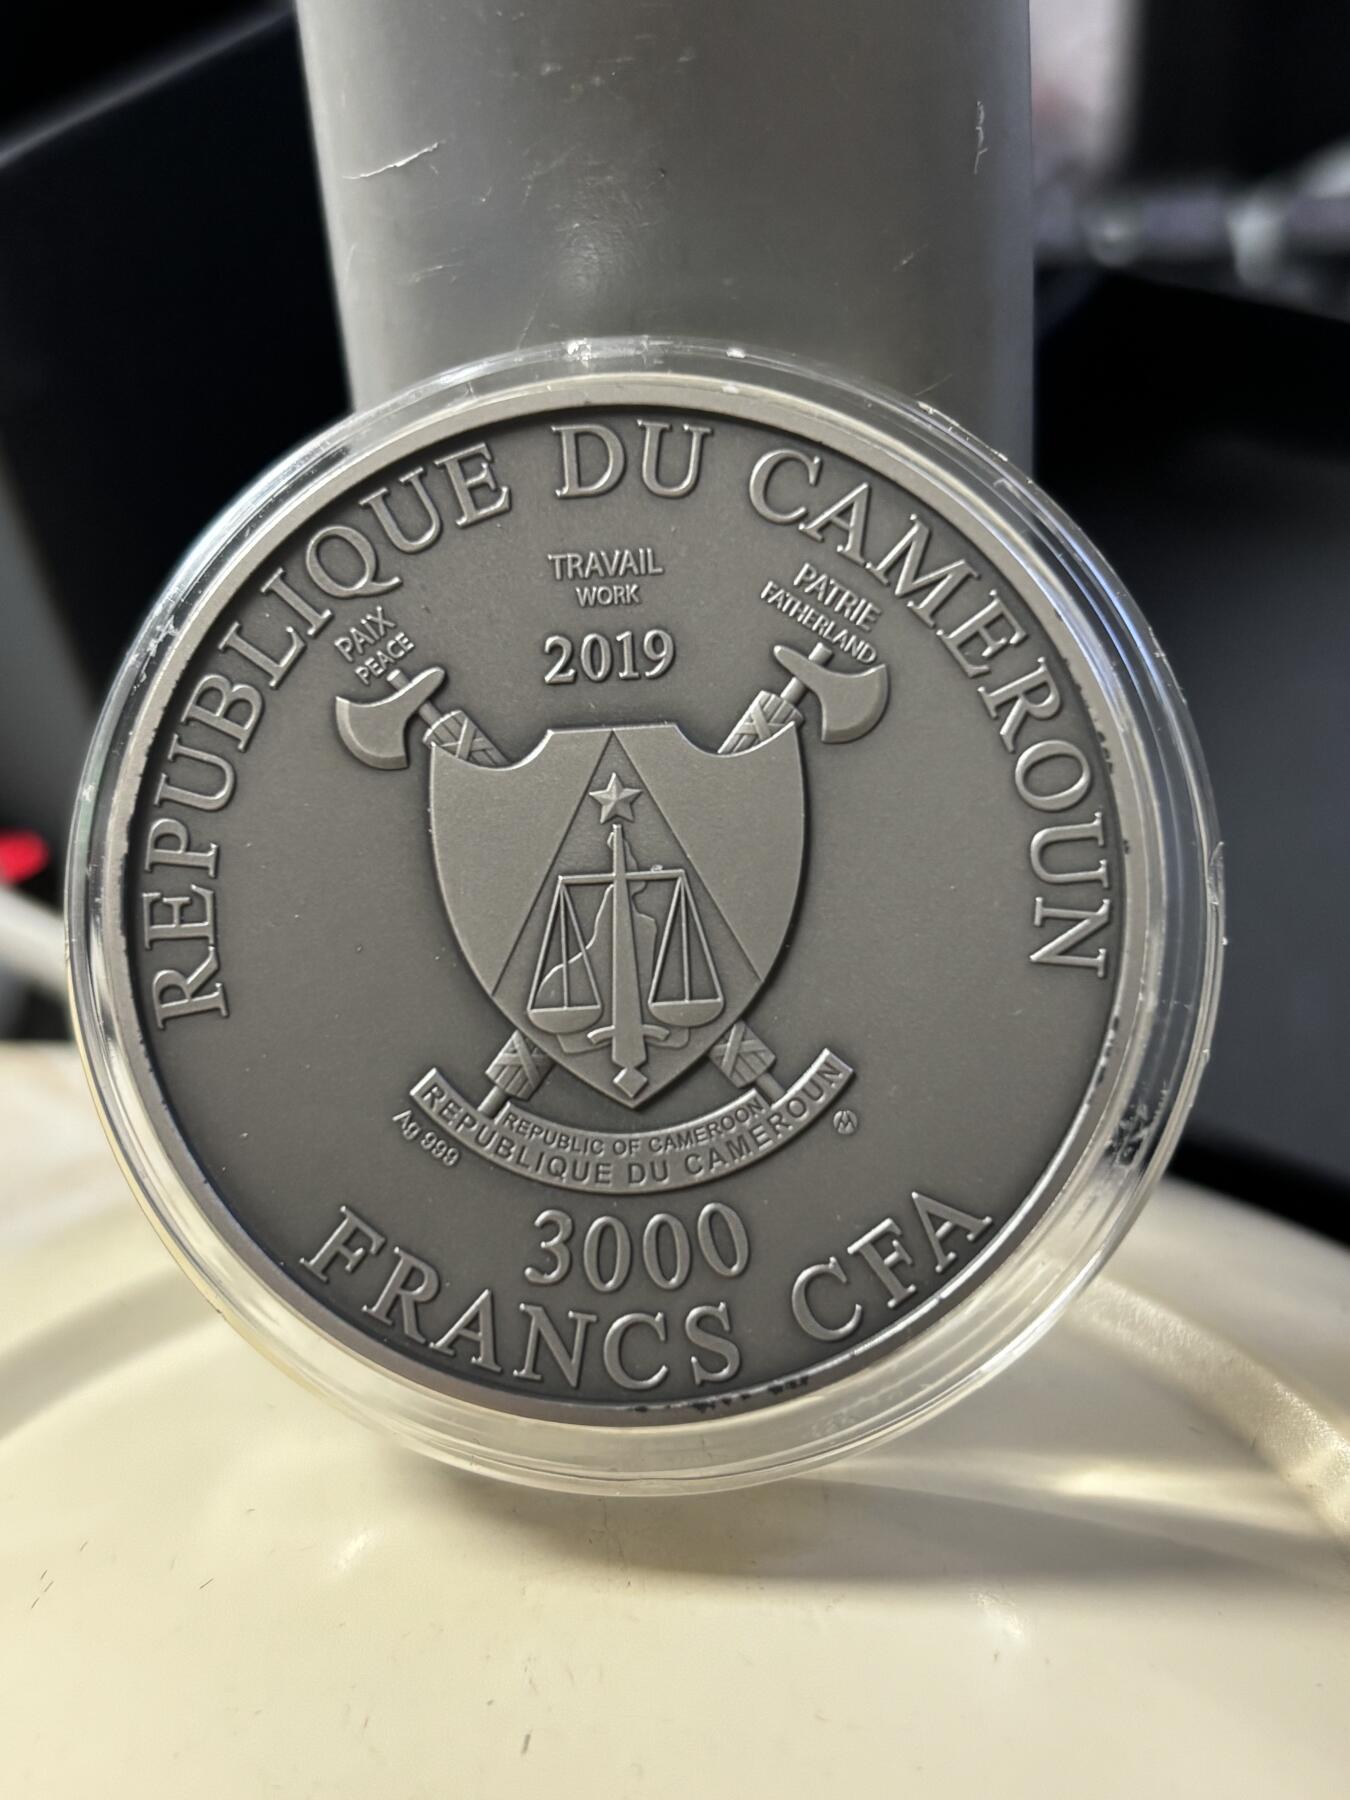 REPUBLIQUE DU CAMEROUN
TRAVAIL
WORK
PAIX
PEACE
PATRIE
FATHERLAND
2019
REPUBLIC OF CAMEROON
REPUBLIQUE DU CAMEROUN
Ag 999
3000
FRANCS CFA